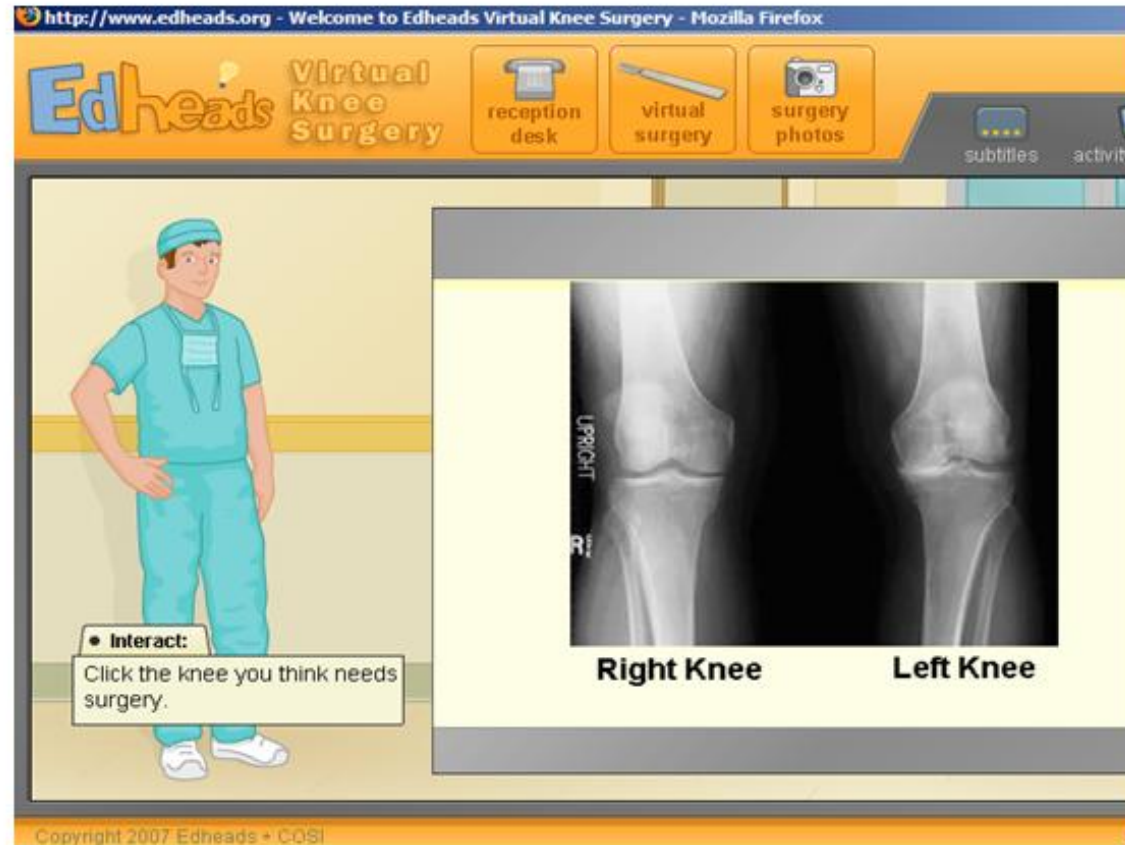 http://www.edheads.org - Welcome to Edheads Virtual Knee Surgery - Mozilla Firefox
Edheads
Virtual
Knee
Surgery
reception
desk
virtual
surgery
surgery
photos
subtitles
UPRIGHT
R
Right Knee
Left Knee
• Interact:
Click the knee you think needs
surgery.
Copyright 2007 Edheads • COSI